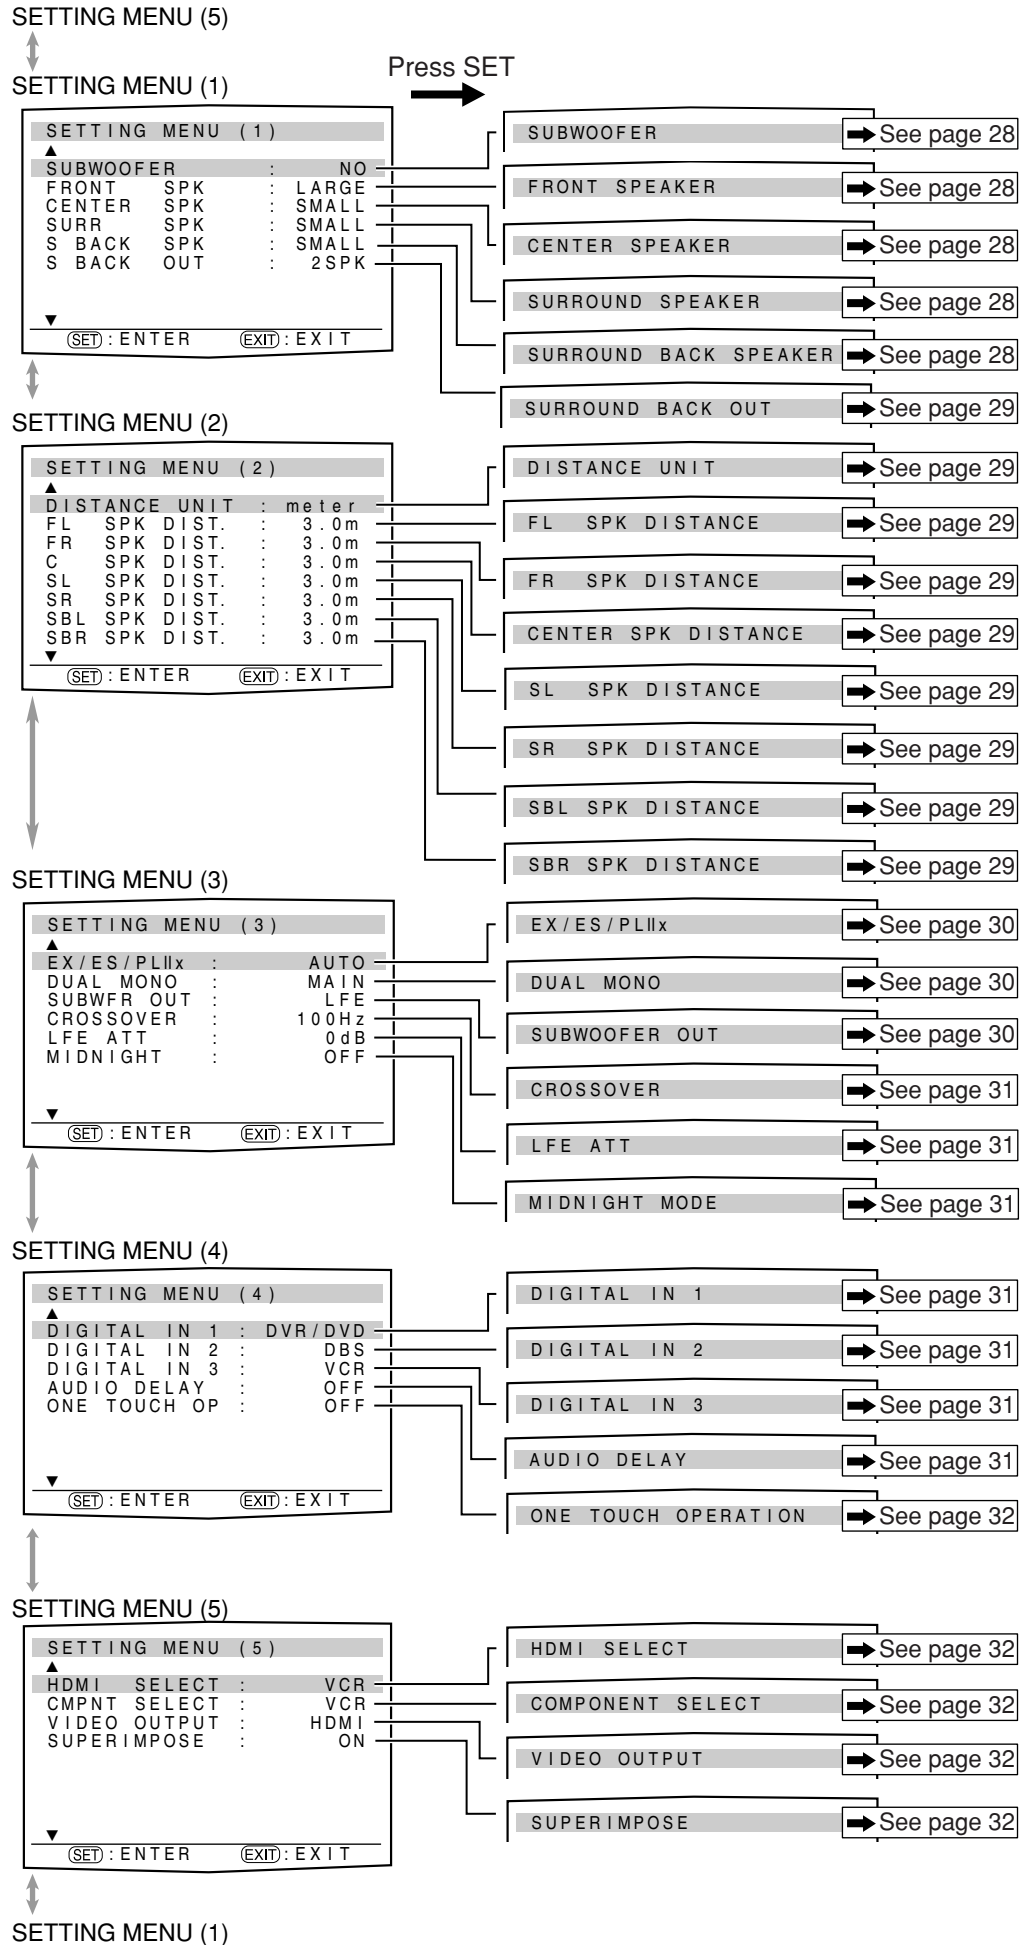 SETTING MENU (5)
SETTING MENU (1)
Press SET
SETTING MENU (1)
▲
SUBWOOFER : NO
FRONT SPK : LARGE
CENTER SPK : SMALL
SURR SPK : SMALL
S BACK SPK : SMALL
S BACK OUT : 2SPK
▼
SET : ENTER EXIT : EXIT
SUBWOOFER ➡See page 28
FRONT SPEAKER ➡See page 28
CENTER SPEAKER ➡See page 28
SURROUND SPEAKER ➡See page 28
SURROUND BACK SPEAKER ➡See page 28
SURROUND BACK OUT ➡See page 29
SETTING MENU (2)
SETTING MENU (2)
▲
DISTANCE UNIT : meter
FL SPK DIST. : 3.0m
FR SPK DIST. : 3.0m
C SPK DIST. : 3.0m
SL SPK DIST. : 3.0m
SR SPK DIST. : 3.0m
SBL SPK DIST. : 3.0m
SBR SPK DIST. : 3.0m
▼
SET : ENTER EXIT : EXIT
DISTANCE UNIT ➡See page 29
FL SPK DISTANCE ➡See page 29
FR SPK DISTANCE ➡See page 29
CENTER SPK DISTANCE ➡See page 29
SL SPK DISTANCE ➡See page 29
SR SPK DISTANCE ➡See page 29
SBL SPK DISTANCE ➡See page 29
SBR SPK DISTANCE ➡See page 29
SETTING MENU (3)
SETTING MENU (3)
▲
EX/ES/PLIIx : AUTO
DUAL MONO : MAIN
SUBWFR OUT : LFE
CROSSOVER : 100Hz
LFE ATT : 0dB
MIDNIGHT : OFF
▼
SET : ENTER EXIT : EXIT
EX/ES/PLIIx ➡See page 30
DUAL MONO ➡See page 30
SUBWOOFER OUT ➡See page 30
CROSSOVER ➡See page 31
LFE ATT ➡See page 31
MIDNIGHT MODE ➡See page 31
SETTING MENU (4)
SETTING MENU (4)
▲
DIGITAL IN 1 : DVR/DVD
DIGITAL IN 2 : DBS
DIGITAL IN 3 : VCR
AUDIO DELAY : OFF
ONE TOUCH OP : OFF
▼
SET : ENTER EXIT : EXIT
DIGITAL IN 1 ➡See page 31
DIGITAL IN 2 ➡See page 31
DIGITAL IN 3 ➡See page 31
AUDIO DELAY ➡See page 31
ONE TOUCH OPERATION ➡See page 32
SETTING MENU (5)
SETTING MENU (5)
▲
HDMI SELECT : VCR
CMPNT SELECT : VCR
VIDEO OUTPUT : HDMI
SUPERIMPOSE : ON
▼
SET : ENTER EXIT : EXIT
HDMI SELECT ➡See page 32
COMPONENT SELECT ➡See page 32
VIDEO OUTPUT ➡See page 32
SUPERIMPOSE ➡See page 32
SETTING MENU (1)